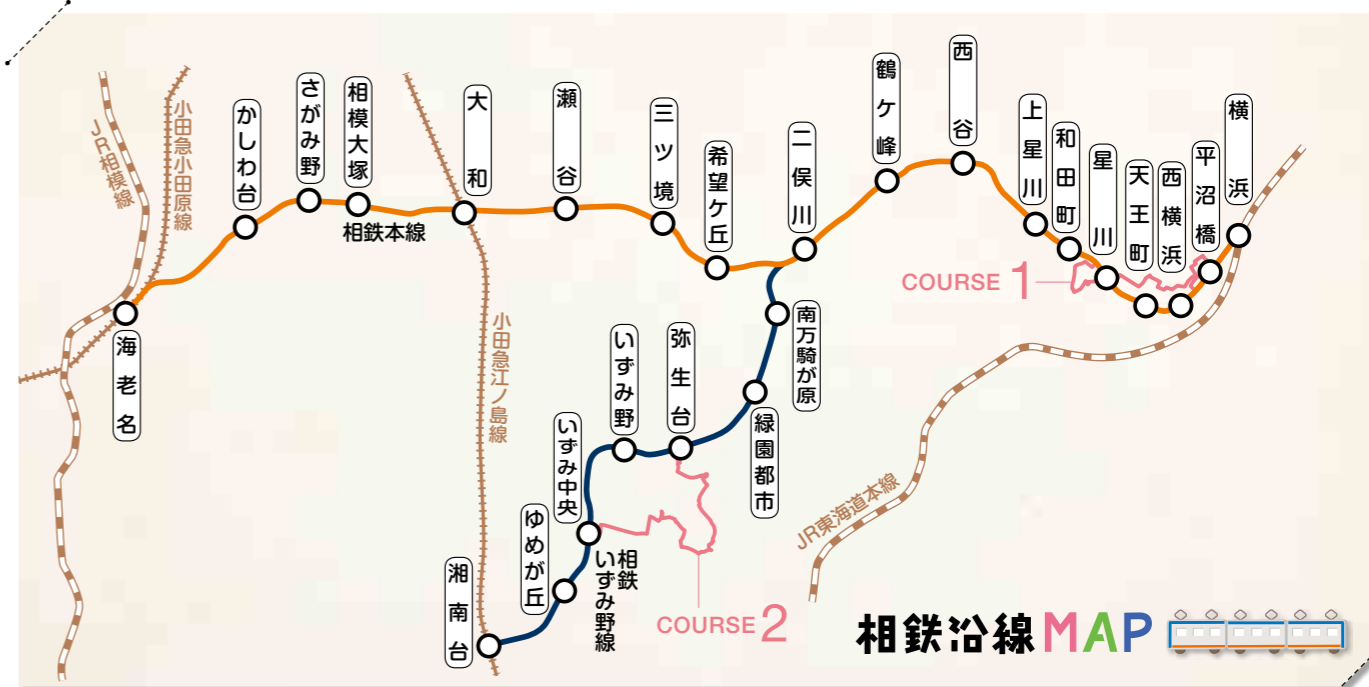 JR相模線
小田急小田原線
かしわ台
さがみ野
相模大塚
相鉄本線
大和
瀬谷
三ツ境
希望ケ丘
二俣川
鶴ケ峰
西谷
上星川
和田町
星川
天王町
西横浜
平沼橋
横浜
COURSE 1
海老名
小田急江ノ島線
南万騎が原
緑園都市
弥生台
いずみ野
いずみ中央
ゆめが丘
湘南台
相鉄
いずみ野線
COURSE 2
JR東海道本線
相鉄沿線MAP